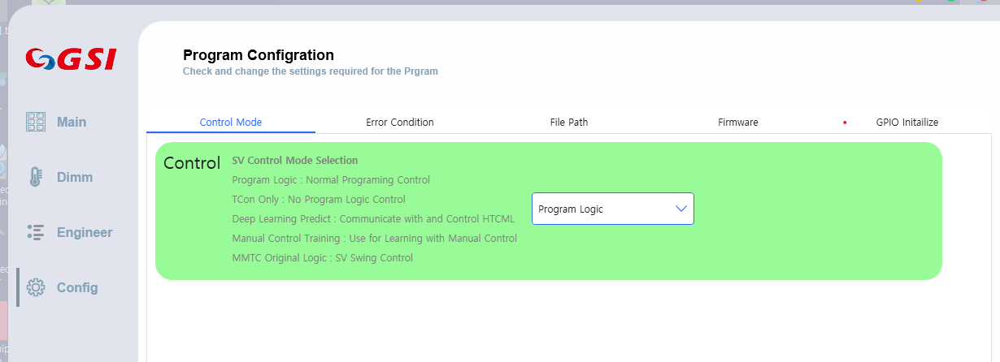 GSI
Program Configration
Check and change the settings required for the Prgram
Main
Dimm
Engineer
Config
Control Mode
Error Condition
File Path
Firmware
GPIO Initailize
Control
SV Control Mode Selection
Program Logic : Normal Programing Control
TCon Only : No Program Logic Control
Deep Learning Predict : Communicate with and Control HTCML
Manual Control Training : Use for Learning with Manual Control
MMTC Original Logic : SV Swing Control
Program Logic